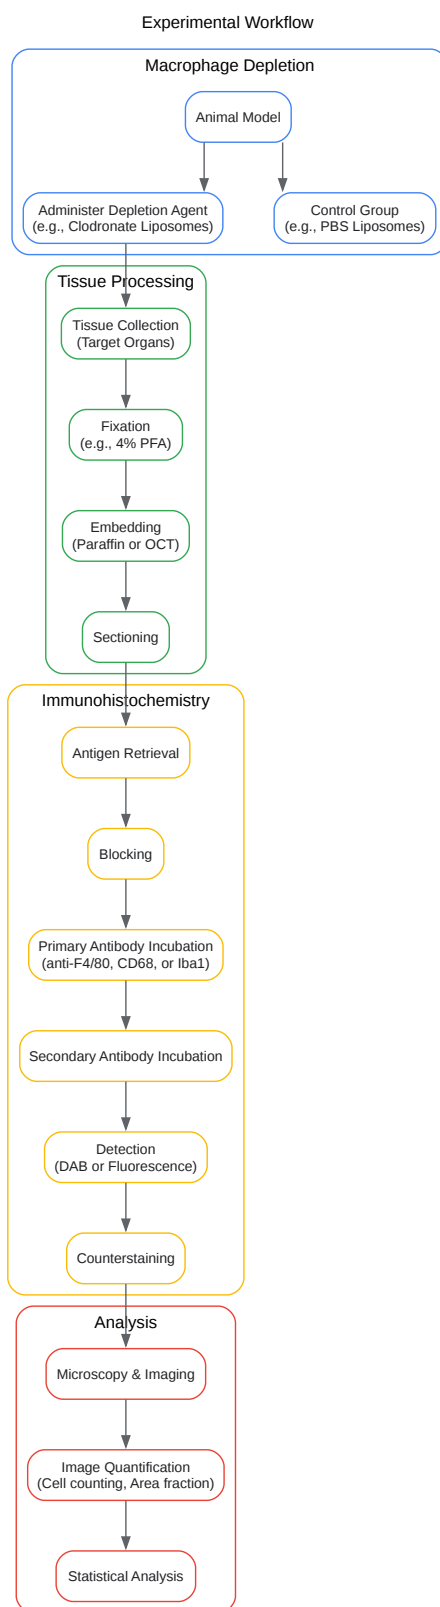 Experimental Workflow
Macrophage Depletion
Animal Model
Administer Depletion Agent
(e.g., Clodronate Liposomes)
Control Group
(e.g., PBS Liposomes)
Tissue Processing
Tissue Collection
(Target Organs)
Fixation
(e.g., 4% PFA)
Embedding
(Paraffin or OCT)
Sectioning
Immunohistochemistry
Antigen Retrieval
Blocking
Primary Antibody Incubation
(anti-F4/80, CD68, or Iba1)
Secondary Antibody Incubation
Detection
(DAB or Fluorescence)
Counterstaining
Analysis
Microscopy & Imaging
Image Quantification
(Cell counting, Area fraction)
Statistical Analysis